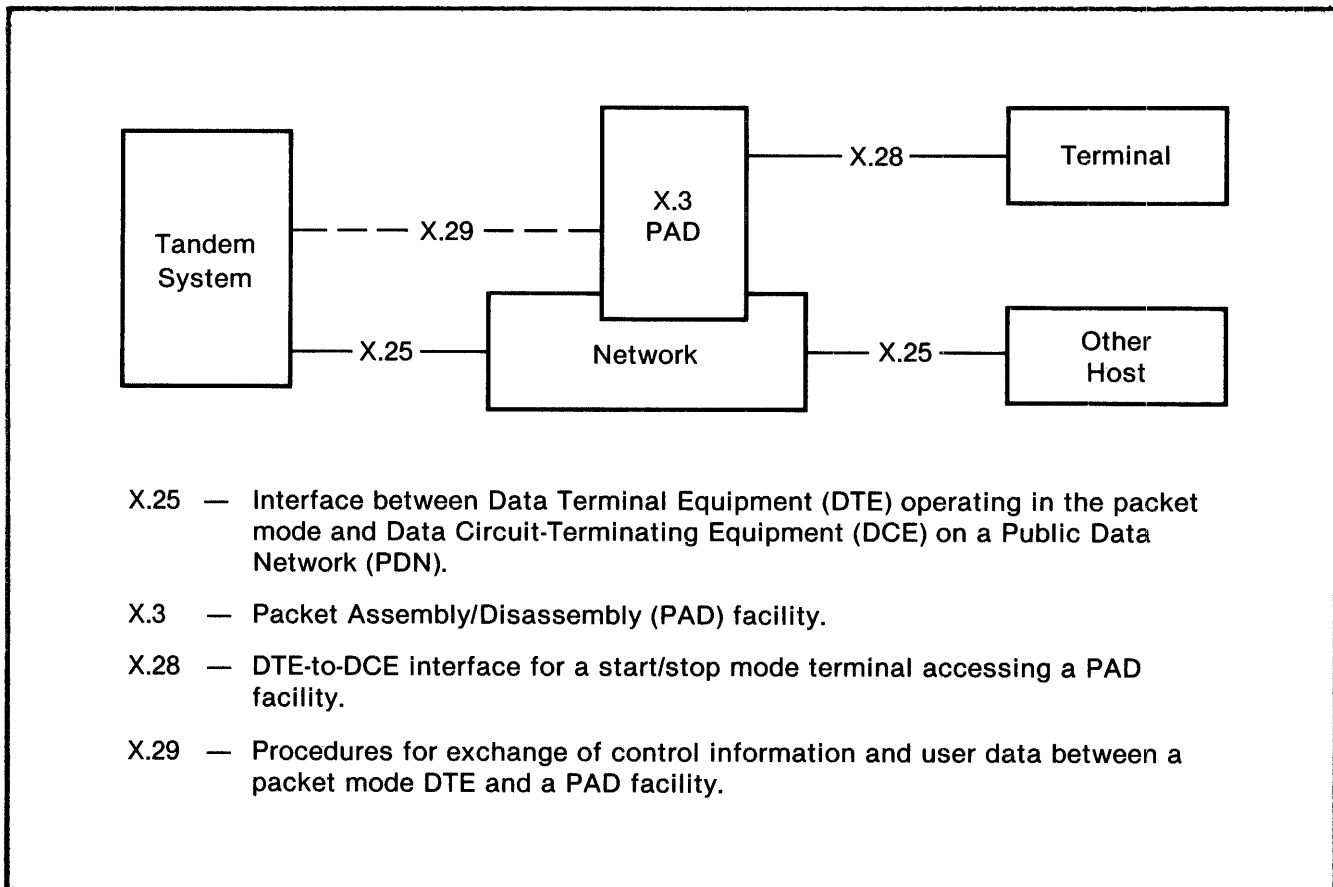 Tandem
System
X.29
X.25
X.3
PAD
Network
X.28
Terminal
X.25
Other
Host
X.25 — Interface between Data Terminal Equipment (DTE) operating in the packet
mode and Data Circuit-Terminating Equipment (DCE) on a Public Data
Network (PDN).
X.3 — Packet Assembly/Disassembly (PAD) facility.
X.28 — DTE-to-DCE interface for a start/stop mode terminal accessing a PAD
facility.
X.29 — Procedures for exchange of control information and user data between a
packet mode DTE and a PAD facility.